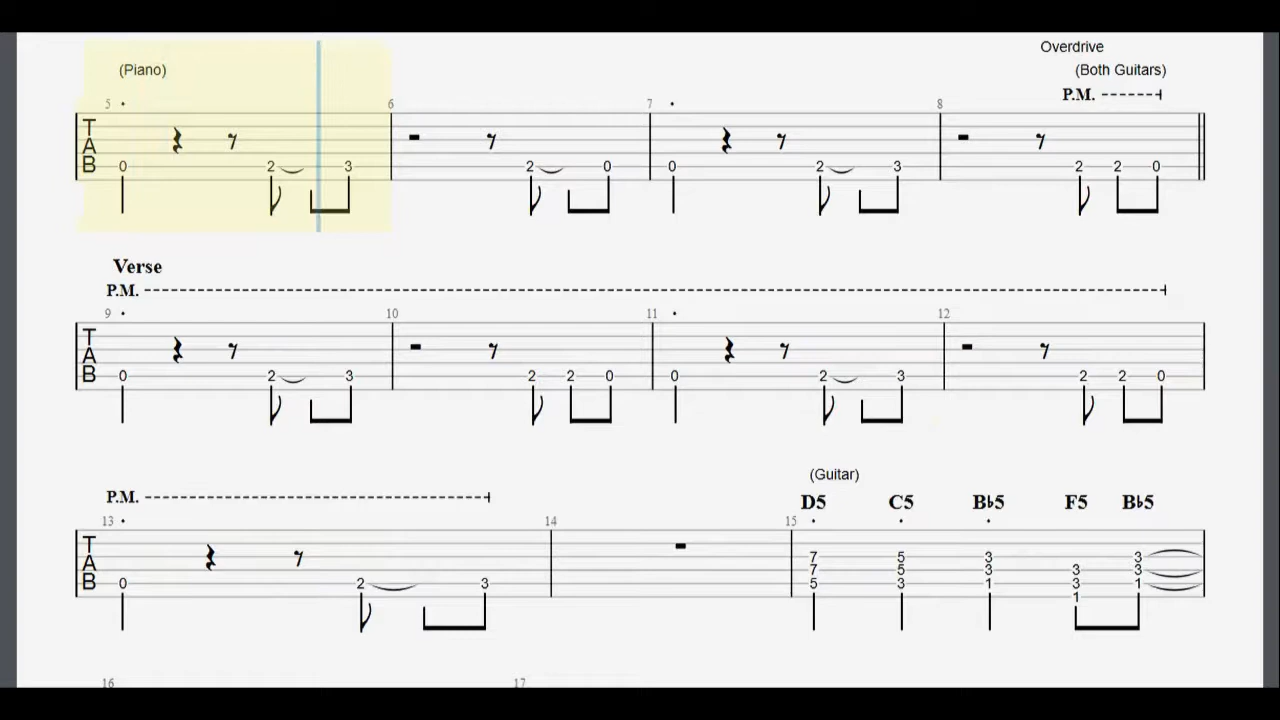 Overdrive
(Piano) (Both Guitars)
P.M.
5 6 7 8
TAB 0 2 3 2 0 0 2 3 2 2 0
Verse
P.M.
9 10 11 12
TAB 0 2 3 2 2 0 0 2 3 2 2 0
(Guitar)
P.M. D5 C5 B♭5 F5 B♭5
13 14 15
7 5 3 3
7 5 3 3 3
TAB 0 2 3 5 3 1 3 1
1
16 17